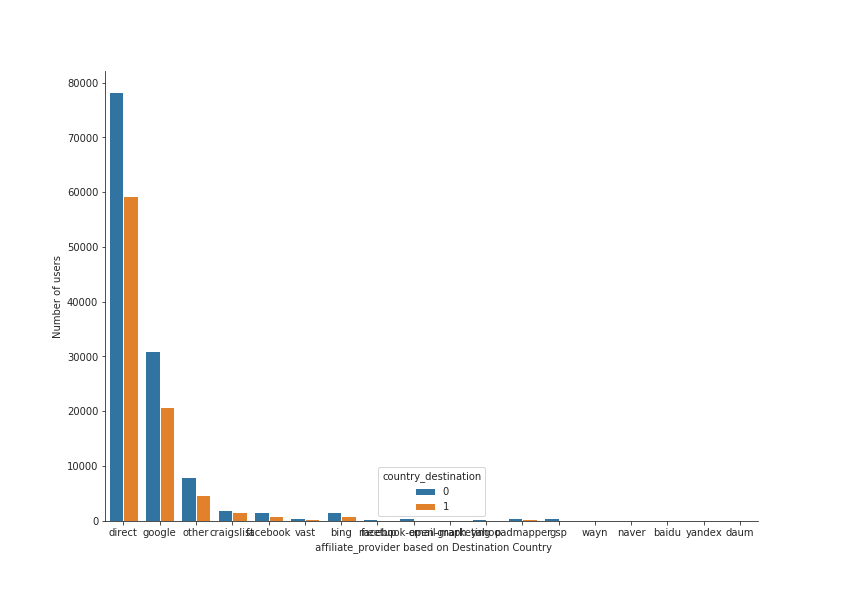 80000
70000
60000
50000
40000
30000
20000
10000
0
Number of users
country_destination
0
1
direct google other craigslist facebook vast bing meetup facebook-open-graph email-marketing yahoo padmapper gsp wayn naver baidu yandex daum
affiliate_provider based on Destination Country